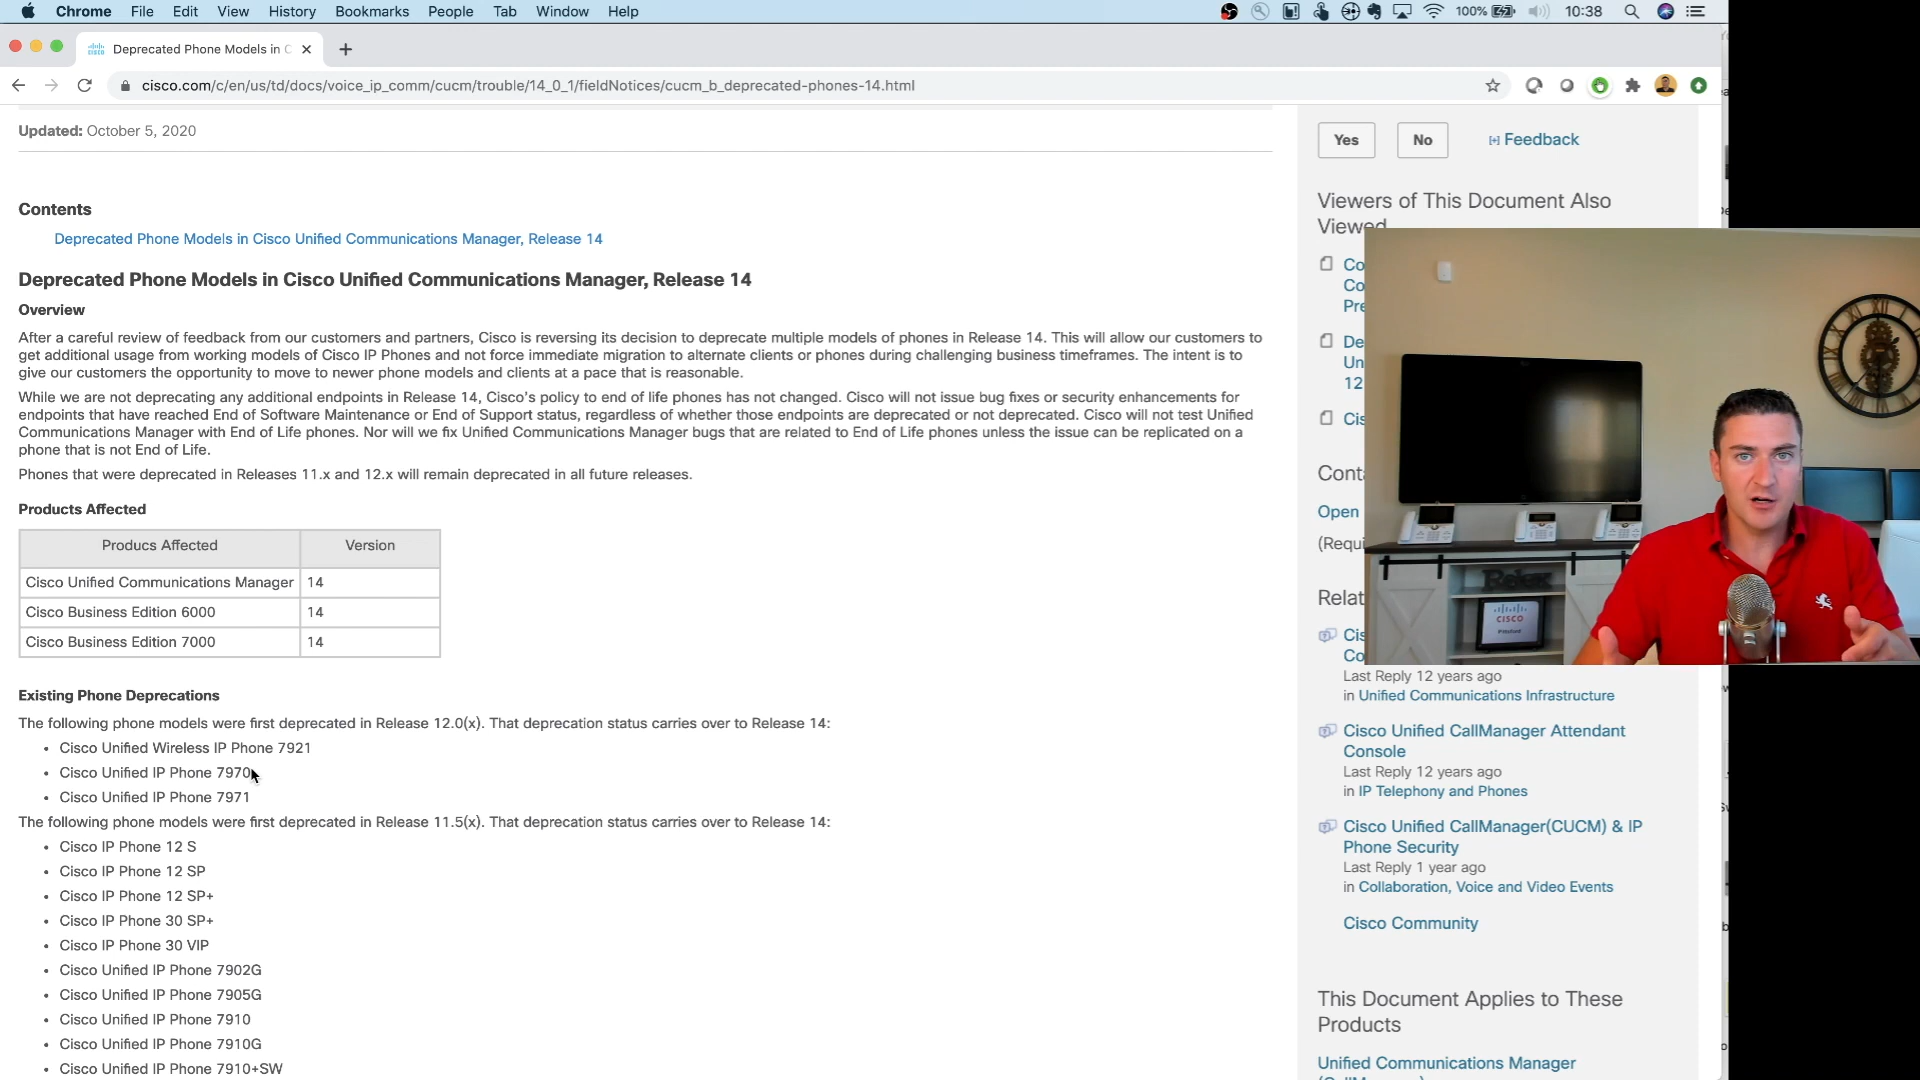 Chrome File Edit View History Bookmarks People Tab Window Help 100% 10:38
Deprecated Phone Models in C
cisco.com/c/en/us/td/docs/voice_ip_comm/cucm/trouble/14_0_1/fieldNotices/cucm_b_deprecated-phones-14.html
Updated: October 5, 2020
Contents
Deprecated Phone Models in Cisco Unified Communications Manager, Release 14
Deprecated Phone Models in Cisco Unified Communications Manager, Release 14
Overview
After a careful review of feedback from our customers and partners, Cisco is reversing its decision to deprecate multiple models of phones in Release 14. This will allow our customers to
get additional usage from working models of Cisco IP Phones and not force immediate migration to alternate clients or phones during challenging business timeframes. The intent is to
give our customers the opportunity to move to newer phone models and clients at a pace that is reasonable.
While we are not deprecating any additional endpoints in Release 14, Cisco's policy to end of life phones has not changed. Cisco will not issue bug fixes or security enhancements for
endpoints that have reached End of Software Maintenance or End of Support status, regardless of whether those endpoints are deprecated or not deprecated. Cisco will not test Unified
Communications Manager with End of Life phones. Nor will we fix Unified Communications Manager bugs that are related to End of Life phones unless the issue can be replicated on a
phone that is not End of Life.
Phones that were deprecated in Releases 11.x and 12.x will remain deprecated in all future releases.
Products Affected
Producs Affected Version
Cisco Unified Communications Manager 14
Cisco Business Edition 6000 14
Cisco Business Edition 7000 14
Existing Phone Deprecations
The following phone models were first deprecated in Release 12.0(x). That deprecation status carries over to Release 14:
• Cisco Unified Wireless IP Phone 7921
• Cisco Unified IP Phone 7970
• Cisco Unified IP Phone 7971
The following phone models were first deprecated in Release 11.5(x). That deprecation status carries over to Release 14:
• Cisco IP Phone 12 S
• Cisco IP Phone 12 SP
• Cisco IP Phone 12 SP+
• Cisco IP Phone 30 SP+
• Cisco IP Phone 30 VIP
• Cisco Unified IP Phone 7902G
• Cisco Unified IP Phone 7905G
• Cisco Unified IP Phone 7910
• Cisco Unified IP Phone 7910G
• Cisco Unified IP Phone 7910+SW
Yes No Feedback
Viewers of This Document Also
Viewed
Co
Co
Pre
De
Un
12
Cis
Conta
Open
(Requi
Relat
Cis
Co
Last Reply 12 years ago
in Unified Communications Infrastructure
Cisco Unified CallManager Attendant
Console
Last Reply 12 years ago
in IP Telephony and Phones
Cisco Unified CallManager(CUCM) & IP
Phone Security
Last Reply 1 year ago
in Collaboration, Voice and Video Events
Cisco Community
This Document Applies to These
Products
Unified Communications Manager
Relax
CISCO